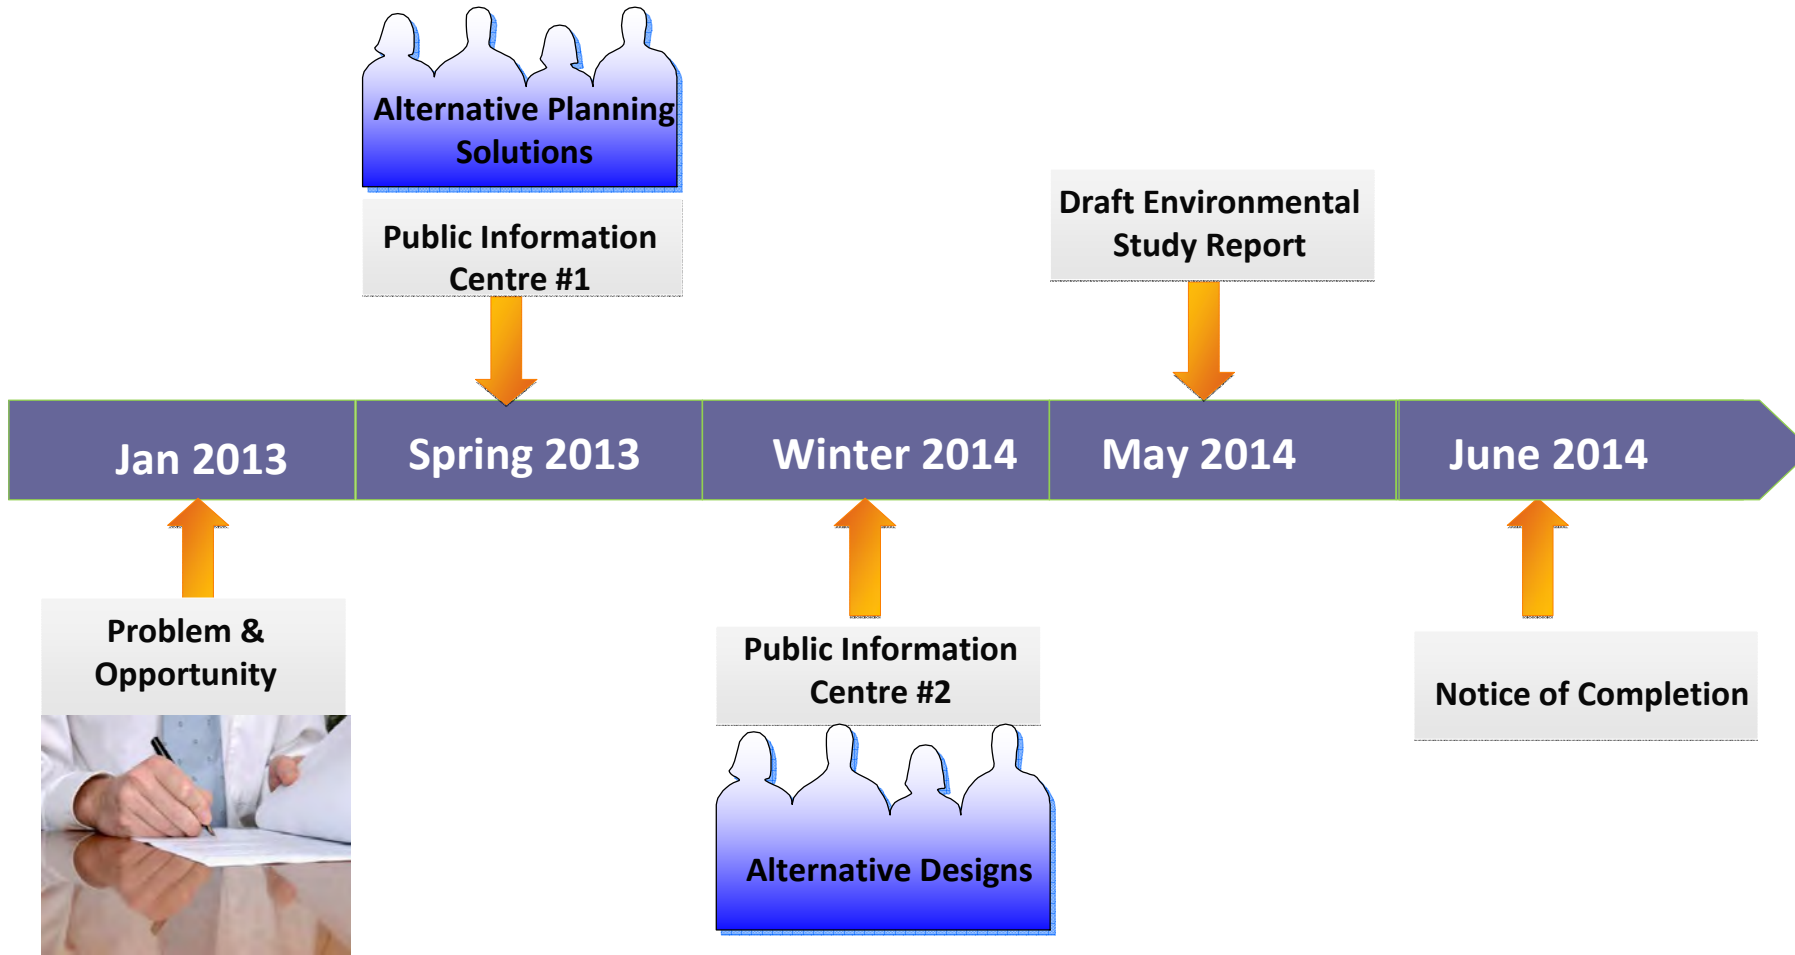 Alternative Planning
Solutions
Public Information
Centre #1
Draft Environmental
Study Report
Jan 2013
Spring 2013
Winter 2014
May 2014
June 2014
Problem &
Opportunity
Public Information
Centre #2
Alternative Designs
Notice of Completion